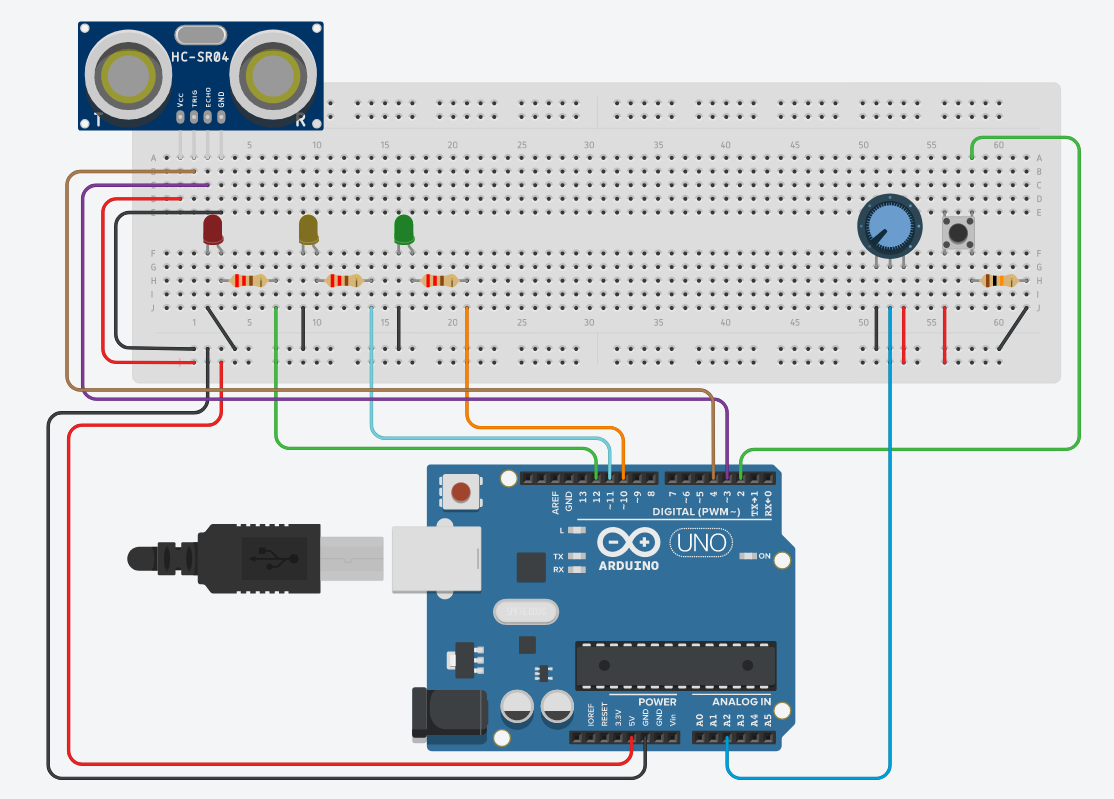 HC-SR04
Vcc
TRIG
ECHO
GND
T
R
5 10 15 20 25 30 35 40 45 50 55 60
A A
B
C
D
E
F F
G G
H H
I I
J J
1 5 10 15 20 25 30 35 40 45 50 55 60
AREF
GND
13
12
~11
~10
~9
8
7
~6
~5
4
~3
2
TX→1
RX←0
DIGITAL (PWM~)
L
TX
RX
ARDUINO
UNO
ON
POWER
ANALOG IN
IOREF
RESET
3.3V
5V
GND
GND
Vin
A0
A1
A2
A3
A4
A5